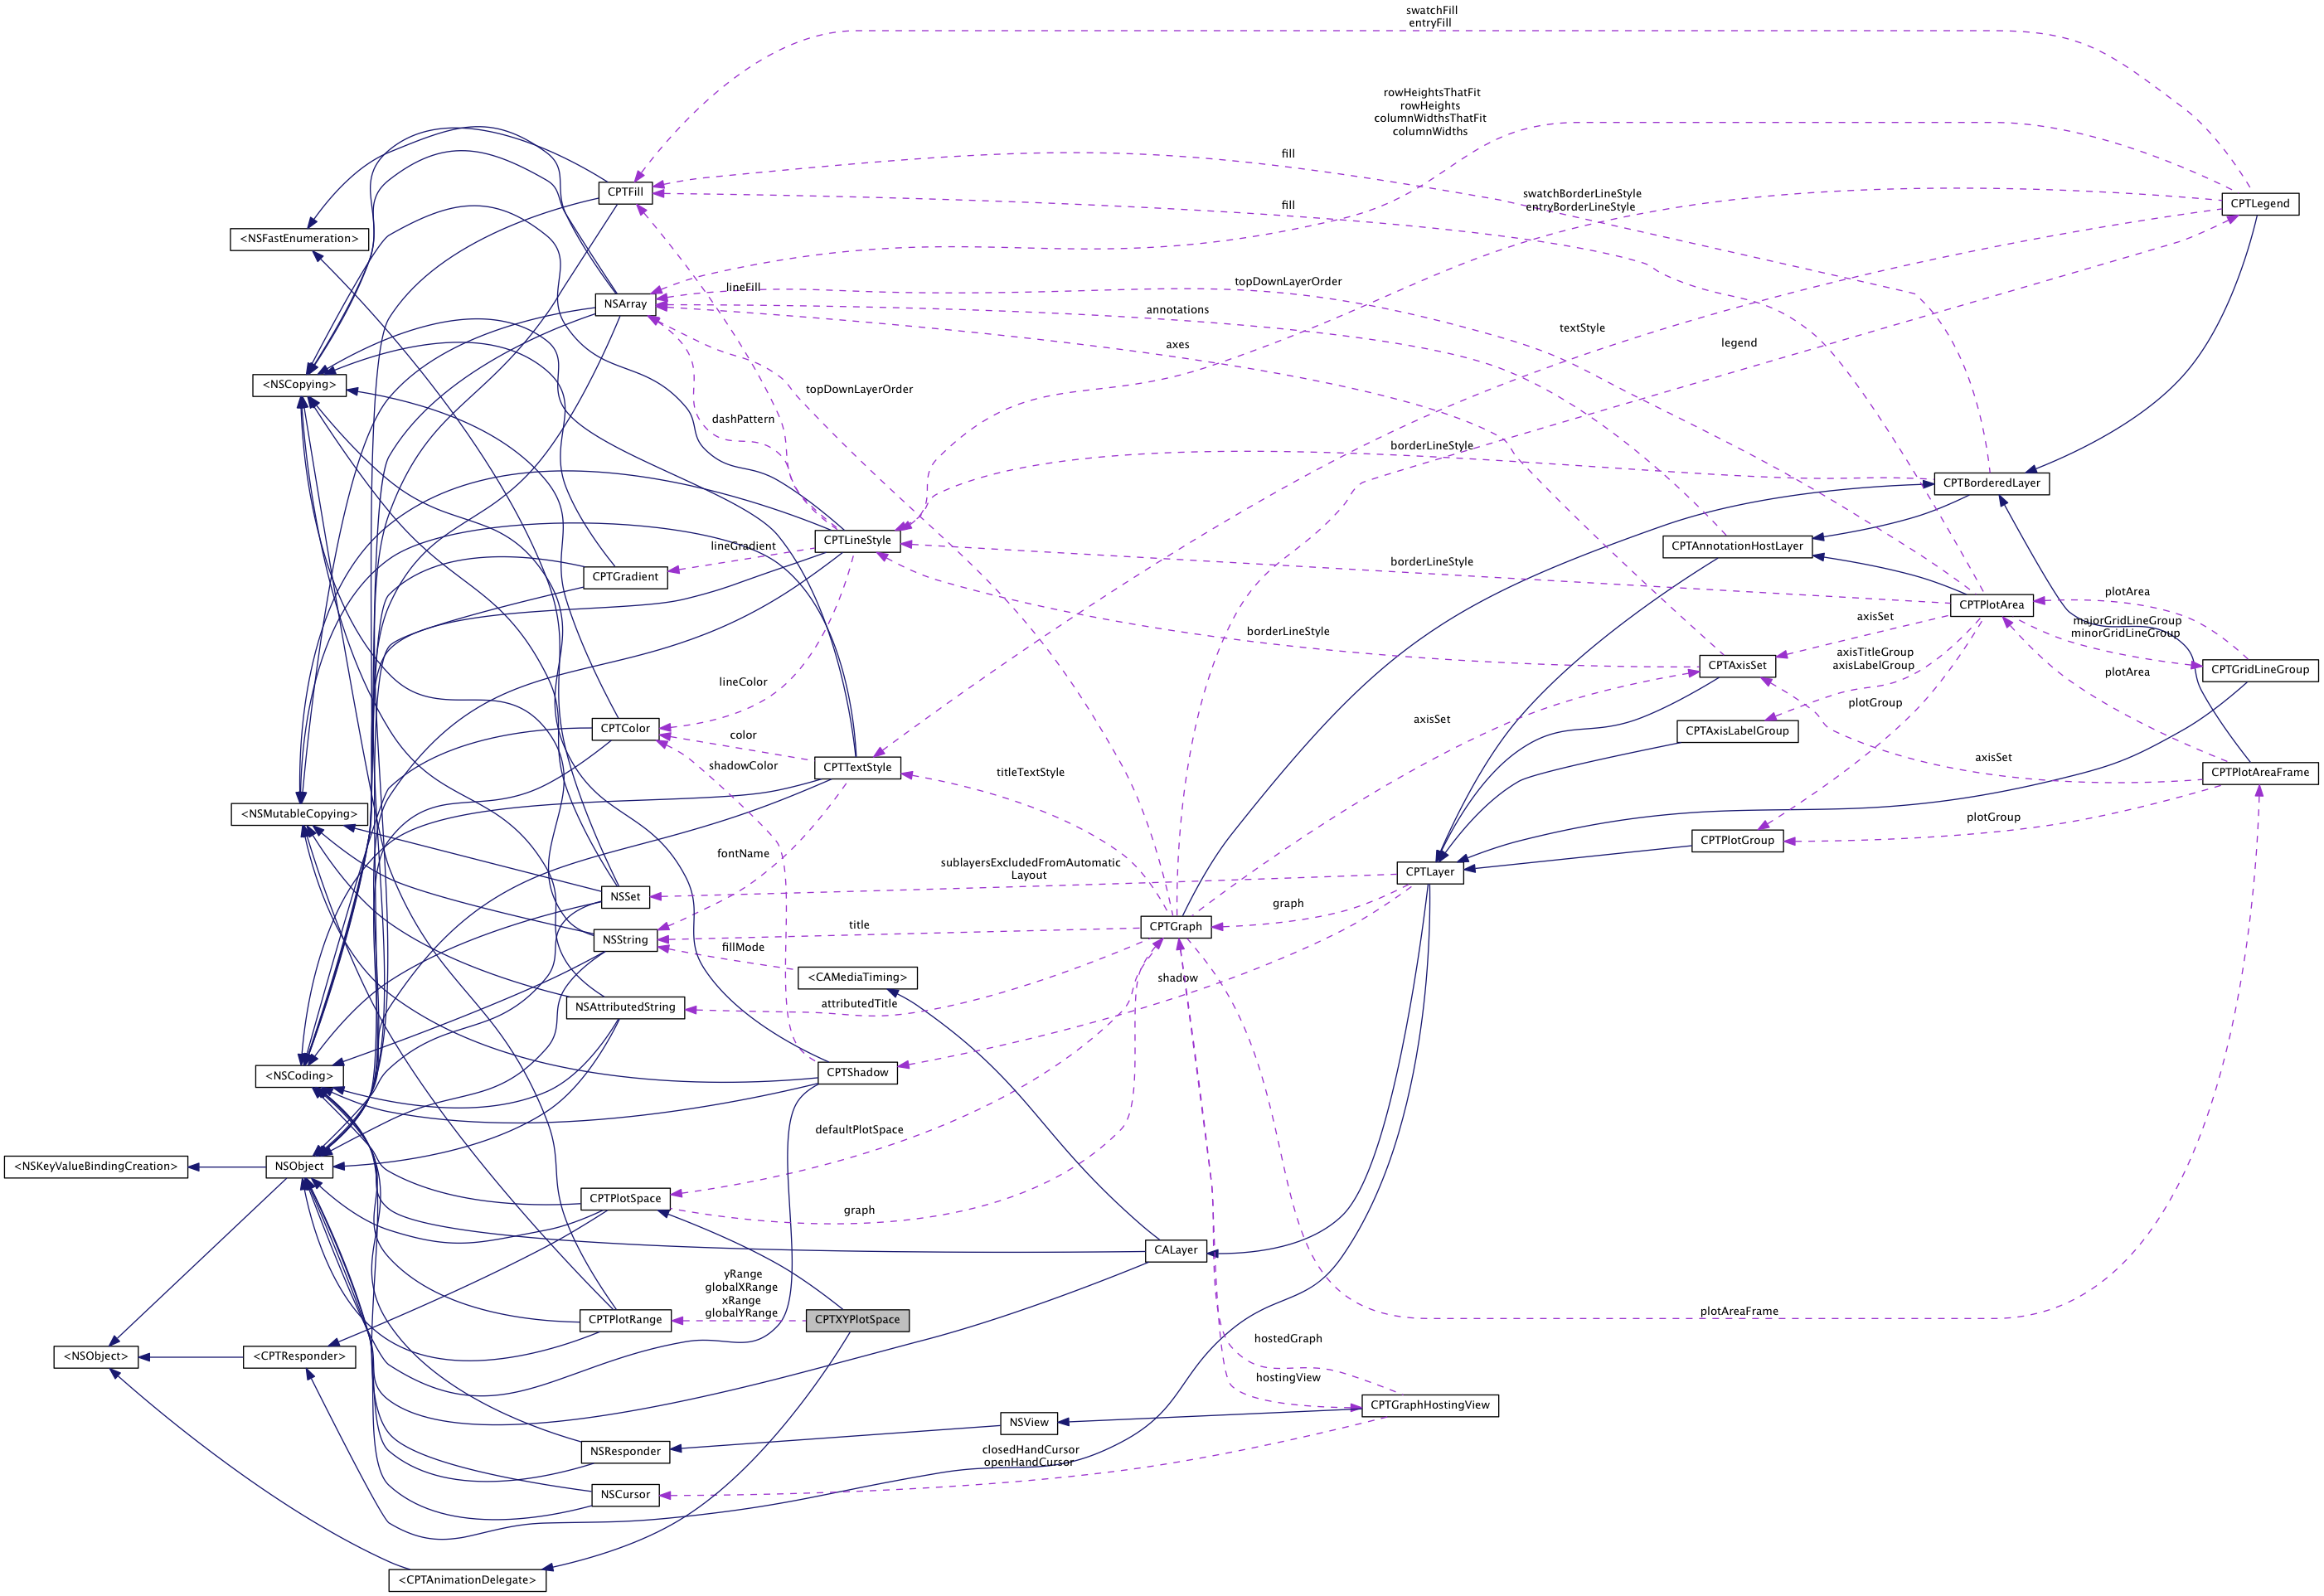 swatchFill
entryFill
rowHeightsThatFit
rowHeights
columnWidthsThatFit
columnWidths
fill
CPTFill
swatchBorderLineStyle
entryBorderLineStyle
fill
CPTLegend
<NSFastEnumeration>
topDownLayerOrder
lineFill
NSArray
annotations
textStyle
legend
axes
<NSCopying>
topDownLayerOrder
dashPattern
borderLineStyle
CPTBorderedLayer
CPTLineStyle
lineGradient
CPTAnnotationHostLayer
borderLineStyle
CPTGradient
plotArea
CPTPlotArea
axisSet
majorGridLineGroup
minorGridLineGroup
borderLineStyle
axisTitleGroup
axisLabelGroup
CPTAxisSet
CPTGridLineGroup
plotArea
lineColor
plotGroup
axisSet
CPTColor
color
CPTAxisLabelGroup
shadowColor
CPTTextStyle
titleTextStyle
axisSet
CPTPlotAreaFrame
<NSMutableCopying>
plotGroup
CPTPlotGroup
fontName
sublayersExcludedFromAutomatic
Layout
CPTLayer
NSSet
graph
title
CPTGraph
NSString
fillMode
<CAMediaTiming>
shadow
attributedTitle
NSAttributedString
<NSCoding>
CPTShadow
defaultPlotSpace
<NSKeyValueBindingCreation>
NSObject
CPTPlotSpace
graph
CALayer
yRange
globalXRange
xRange
globalYRange
CPTPlotRange
CPTXYPlotSpace
plotAreaFrame
<NSObject>
<CPTResponder>
hostedGraph
hostingView
CPTGraphHostingView
NSView
NSResponder
closedHandCursor
openHandCursor
NSCursor
<CPTAnimationDelegate>